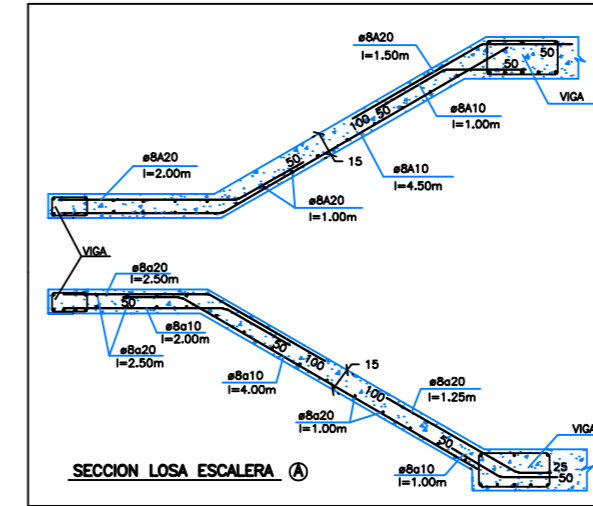 ø8A20
l=1.50m
50
50
VIGA
ø8A10
l=1.00m
50
100
ø8A10
l=4.50m
15
50
ø8A20
l=2.00m
ø8A20
l=1.00m
VIGA
ø8a20
l=2.50m
50
ø8a10
l=2.00m
ø8a20
l=2.50m
50
100
15
ø8a10
l=4.00m
100
ø8a20
l=1.25m
ø8a20
l=1.00m
50
VIGA
25
50
ø8a10
l=1.00m
SECCION LOSA ESCALERA A